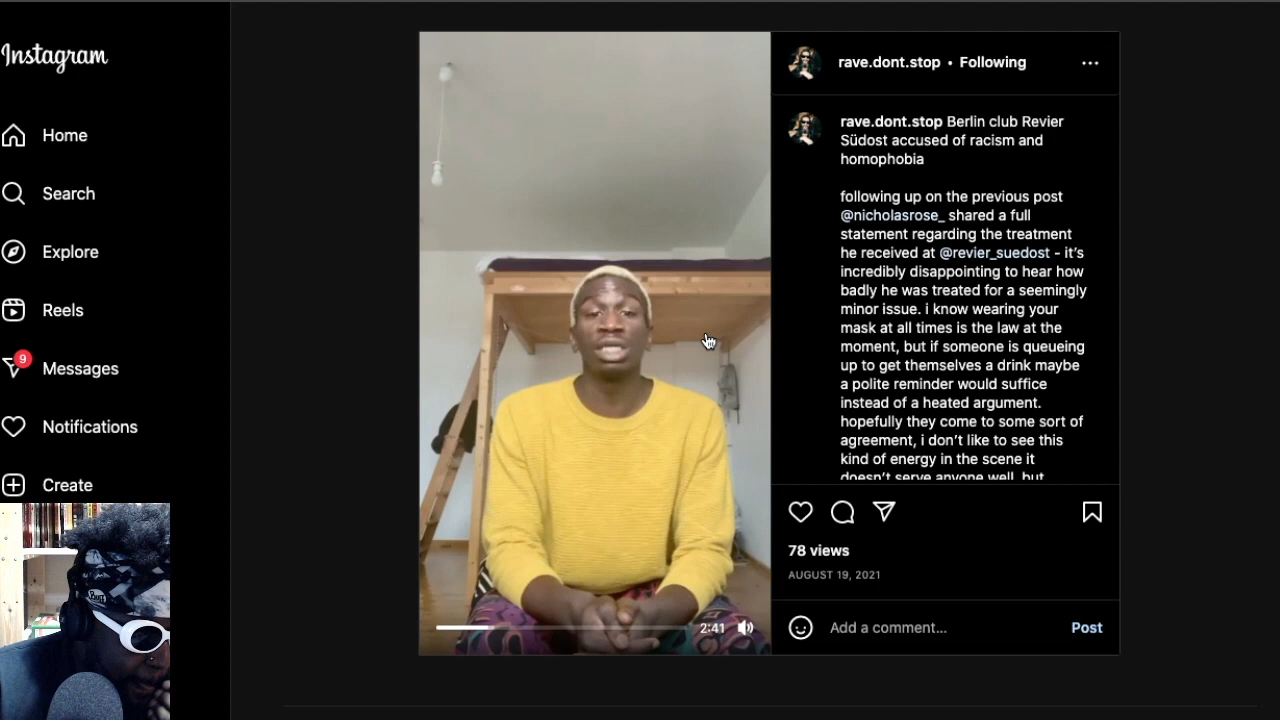 Instagram
Home
Search
Explore
Reels
9
Messages
Notifications
Create
2:41
rave.dont.stop • Following
rave.dont.stop Berlin club Revier
Südost accused of racism and
homophobia
following up on the previous post
@nicholasrose_ shared a full
statement regarding the treatment
he received at @revier_suedost - it's
incredibly disappointing to hear how
badly he was treated for a seemingly
minor issue. i know wearing your
mask at all times is the law at the
moment, but if someone is queueing
up to get themselves a drink maybe
a polite reminder would suffice
instead of a heated argument.
hopefully they come to some sort of
agreement, i don't like to see this
kind of energy in the scene it
doesn't serve anyone well, but
78 views
AUGUST 19, 2021
Add a comment...
Post